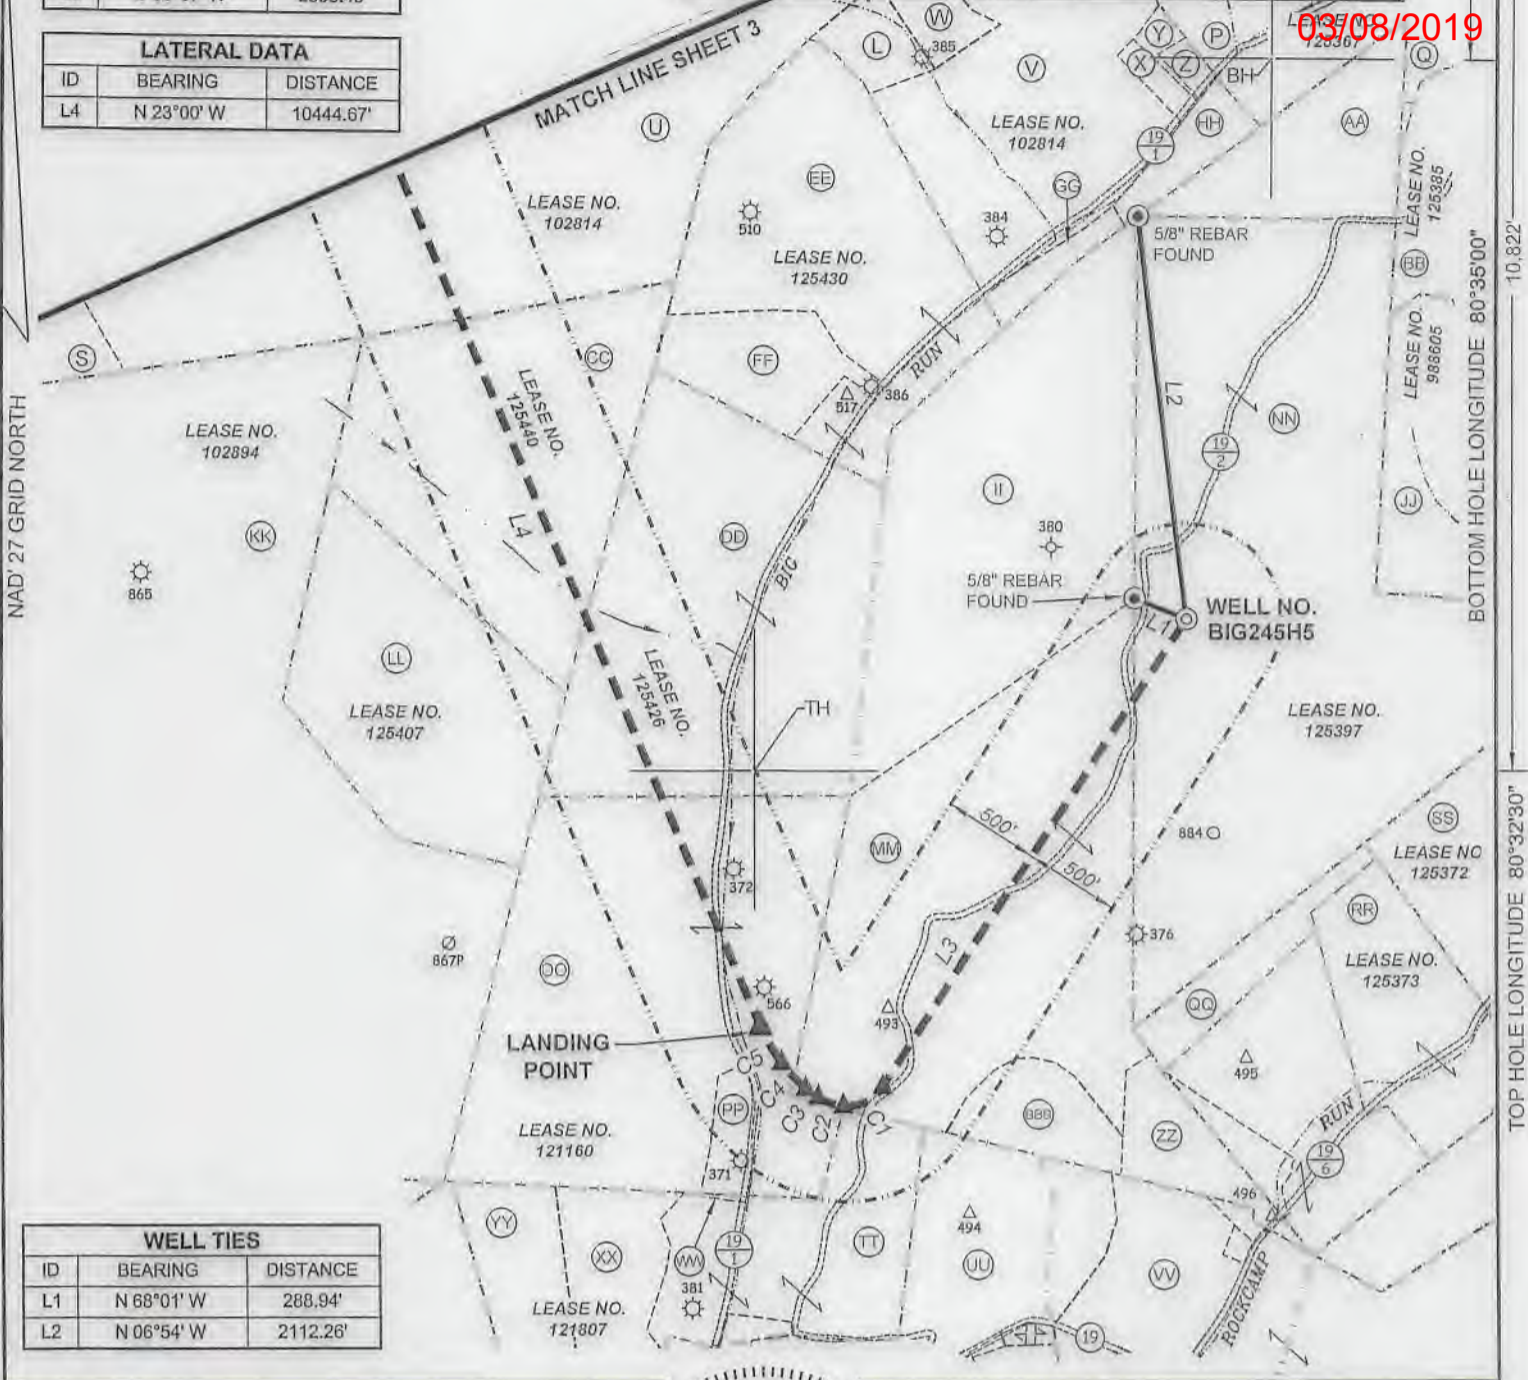 03/08/2019
LATERAL DATA
ID BEARING DISTANCE
L4 N 23°00' W 10444.67'
MATCH LINE SHEET 3
W
L
385
V
Y
P
X
Z
BH
LEASE NO.
125367
Q
U
LEASE NO.
102814
HH
AA
19
1
LEASE NO.
102814
EE
510
384
GG
LEASE NO.
125430
5/8" REBAR
FOUND
LEASE NO.
125385
BB
10,822'
S
CC
FF
517
386
RUN
L2
NN
LEASE NO.
988605
BOTTOM HOLE LONGITUDE 80°35'00"
NAD' 27 GRID NORTH
LEASE NO.
102894
LEASE NO.
125440
L4
KK
865
DD
BIG
II
380
19
2
JJ
5/8" REBAR
FOUND
L1
WELL NO.
BIG245H5
LL
LEASE NO.
125407
LEASE NO.
125426
TH
LEASE NO.
125397
500'
500'
MM
884
SS
LEASE NO
125372
TOP HOLE LONGITUDE 80°32'30"
372
RR
376
LEASE NO.
125373
867P
OO
L3
566
493
QQ
LANDING
POINT
C5
C4
C3
C2
C1
495
PP
BBB
ZZ
RUN
LEASE NO.
121160
371
19
6
496
494
WELL TIES
ID BEARING DISTANCE
L1 N 68°01' W 288.94'
L2 N 06°54' W 2112.26'
YY
XX
WW
381
19
1
TT
UU
VV
LEASE NO.
121807
19
ROCKCAMP